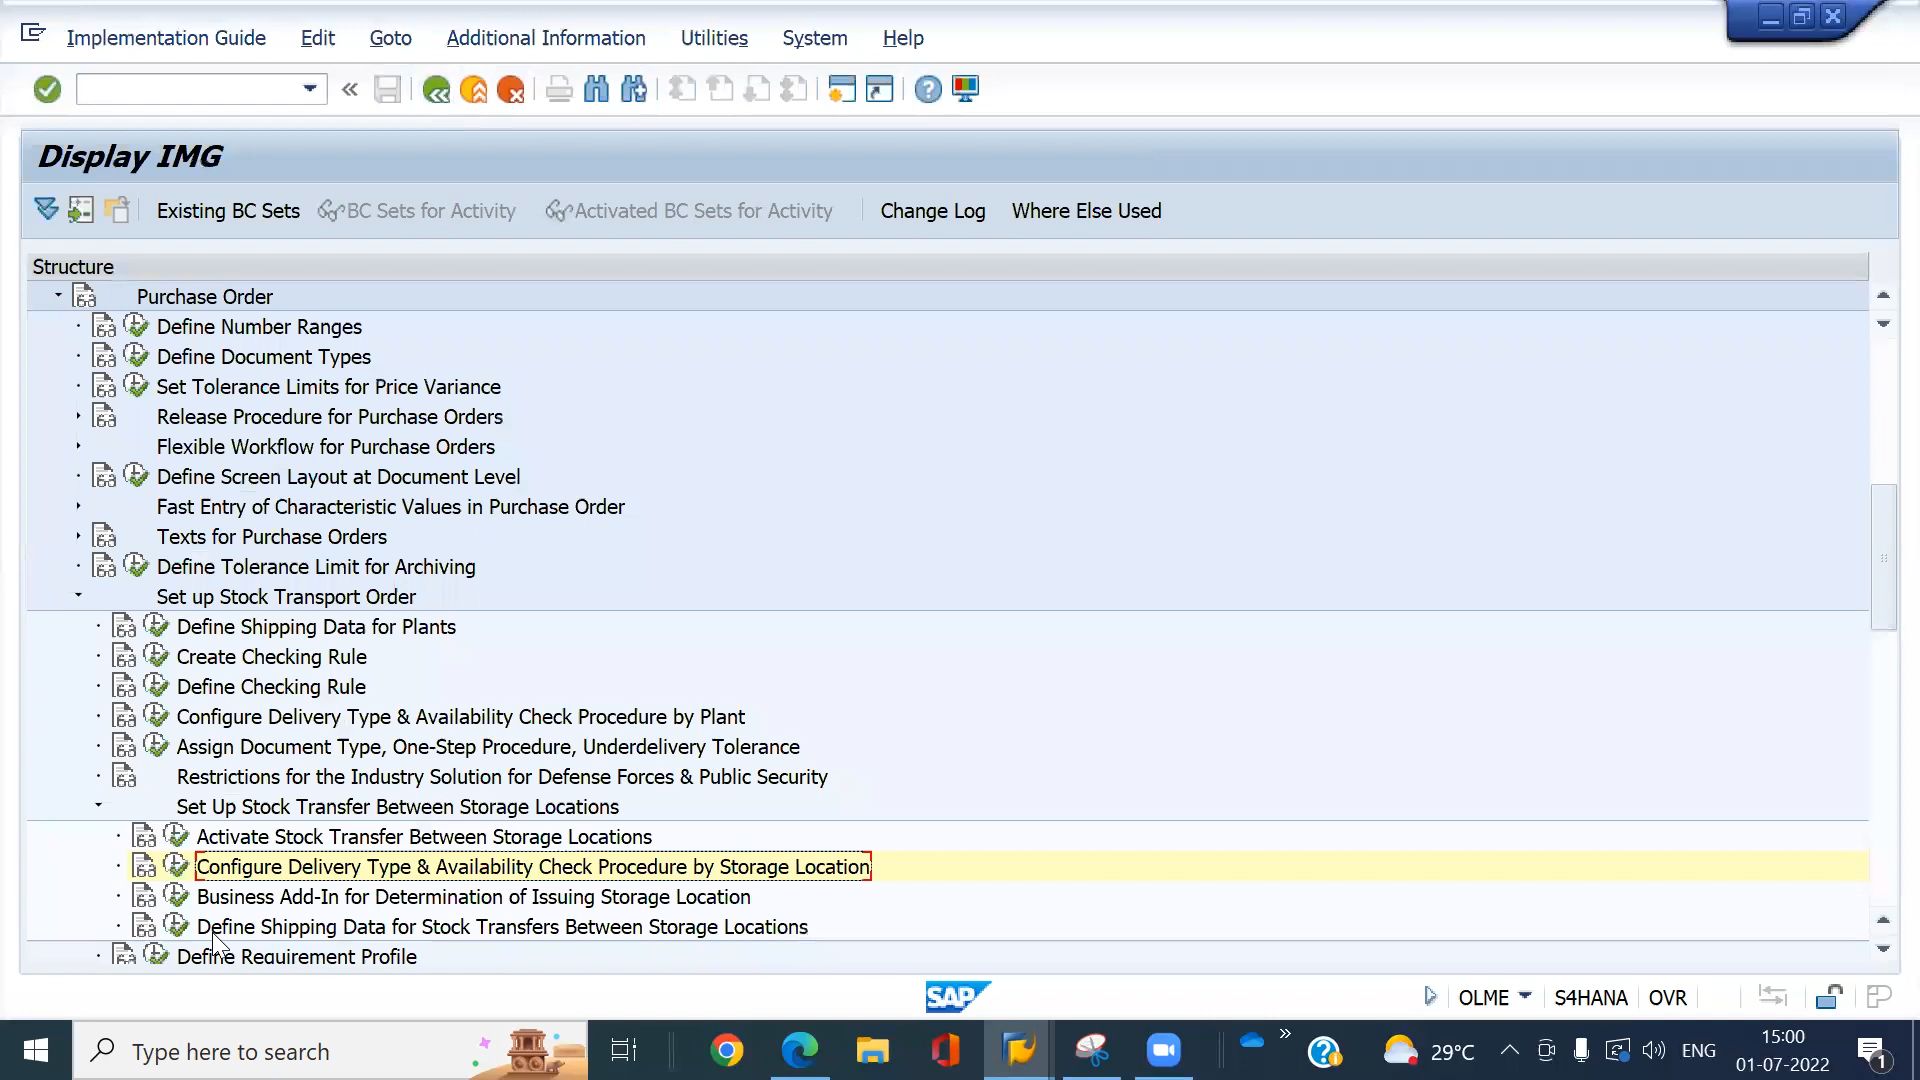 Implementation Guide Edit Goto Additional Information Utilities System Help
Display IMG
Existing BC Sets BC Sets for Activity Activated BC Sets for Activity Change Log Where Else Used
Structure
Purchase Order
Define Number Ranges
Define Document Types
Set Tolerance Limits for Price Variance
Release Procedure for Purchase Orders
Flexible Workflow for Purchase Orders
Define Screen Layout at Document Level
Fast Entry of Characteristic Values in Purchase Order
Texts for Purchase Orders
Define Tolerance Limit for Archiving
Set up Stock Transport Order
Define Shipping Data for Plants
Create Checking Rule
Define Checking Rule
Configure Delivery Type & Availability Check Procedure by Plant
Assign Document Type, One-Step Procedure, Underdelivery Tolerance
Restrictions for the Industry Solution for Defense Forces & Public Security
Set Up Stock Transfer Between Storage Locations
Activate Stock Transfer Between Storage Locations
Configure Delivery Type & Availability Check Procedure by Storage Location
Business Add-In for Determination of Issuing Storage Location
Define Shipping Data for Stock Transfers Between Storage Locations
Define Requirement Profile
SAP OLME S4HANA OVR
Type here to search 29°C ENG 15:00
01-07-2022
1